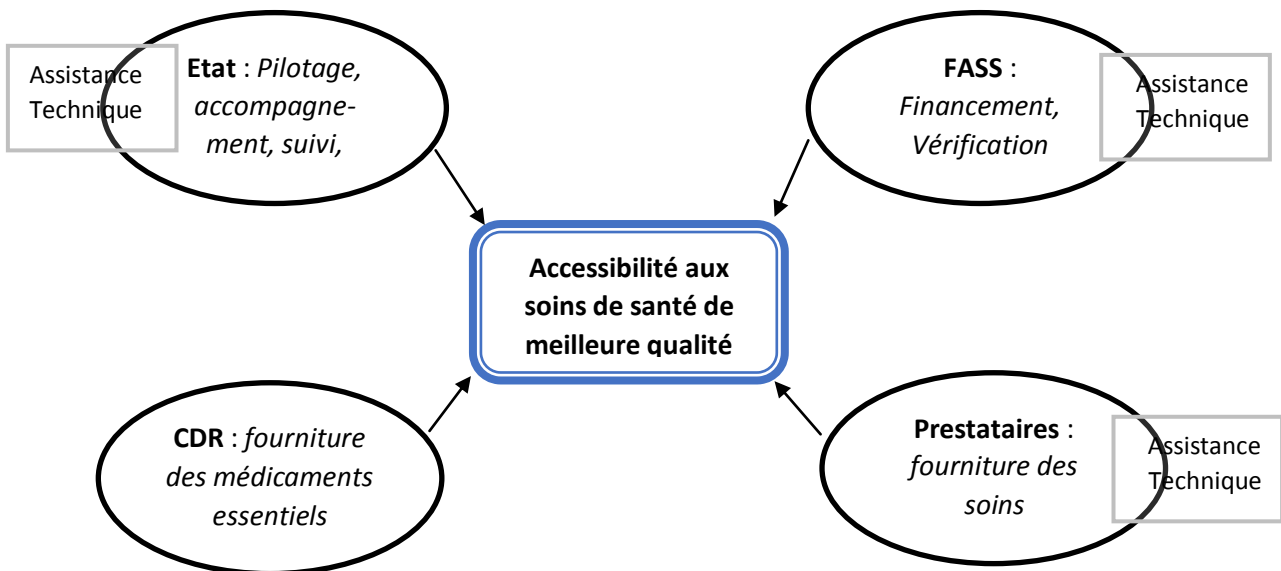 Assistance
Technique
Etat : Pilotage,
accompagne-
ment, suivi,
FASS :
Financement,
Vérification
Assistance
Technique
Accessibilité aux
soins de santé de
meilleure qualité
CDR : fourniture
des médicaments
essentiels
Prestataires :
fourniture des
soins
Assistance
Technique